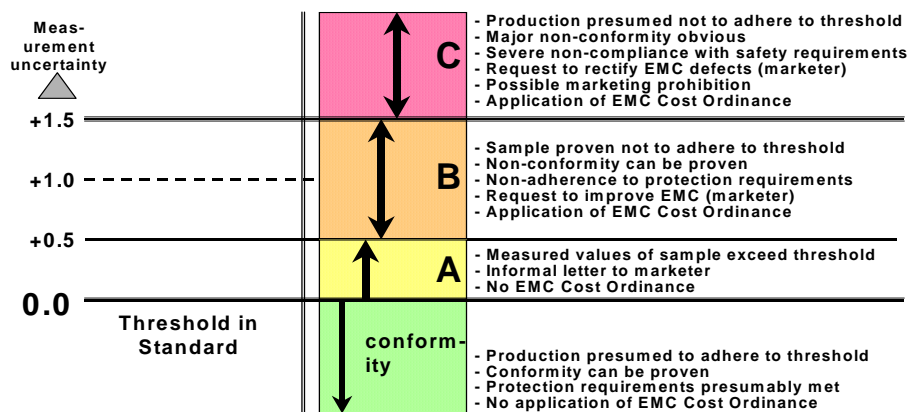 Meas-
urement
uncertainty
+1.5
+1.0
+0.5
0.0
Threshold in
Standard
C
B
A
conform-
ity
- Production presumed not to adhere to threshold
- Major non-conformity obvious
- Severe non-compliance with safety requirements
- Request to rectify EMC defects (marketer)
- Possible marketing prohibition
- Application of EMC Cost Ordinance
- Sample proven not to adhere to threshold
- Non-conformity can be proven
- Non-adherence to protection requirements
- Request to improve EMC (marketer)
- Application of EMC Cost Ordinance
- Measured values of sample exceed threshold
- Informal letter to marketer
- No EMC Cost Ordinance
- Production presumed to adhere to threshold
- Conformity can be proven
- Protection requirements presumably met
- No application of EMC Cost Ordinance